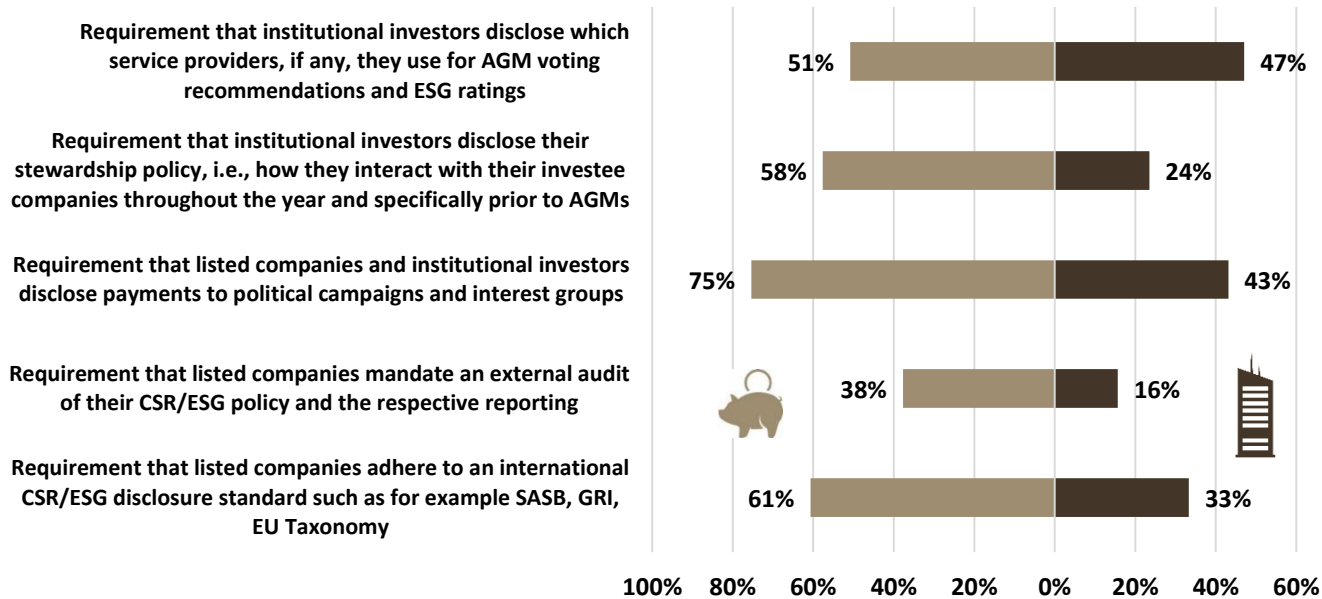 Requirement that institutional investors disclose which
service providers, if any, they use for AGM voting
recommendations and ESG ratings
51%
47%
Requirement that institutional investors disclose their
stewardship policy, i.e., how they interact with their investee
companies throughout the year and specifically prior to AGMs
58%
24%
Requirement that listed companies and institutional investors
disclose payments to political campaigns and interest groups
75%
43%
Requirement that listed companies mandate an external audit
of their CSR/ESG policy and the respective reporting
38%
16%
Requirement that listed companies adhere to an international
CSR/ESG disclosure standard such as for example SASB, GRI,
EU Taxonomy
61%
33%
100% 80% 60% 40% 20% 0% 20% 40% 60%